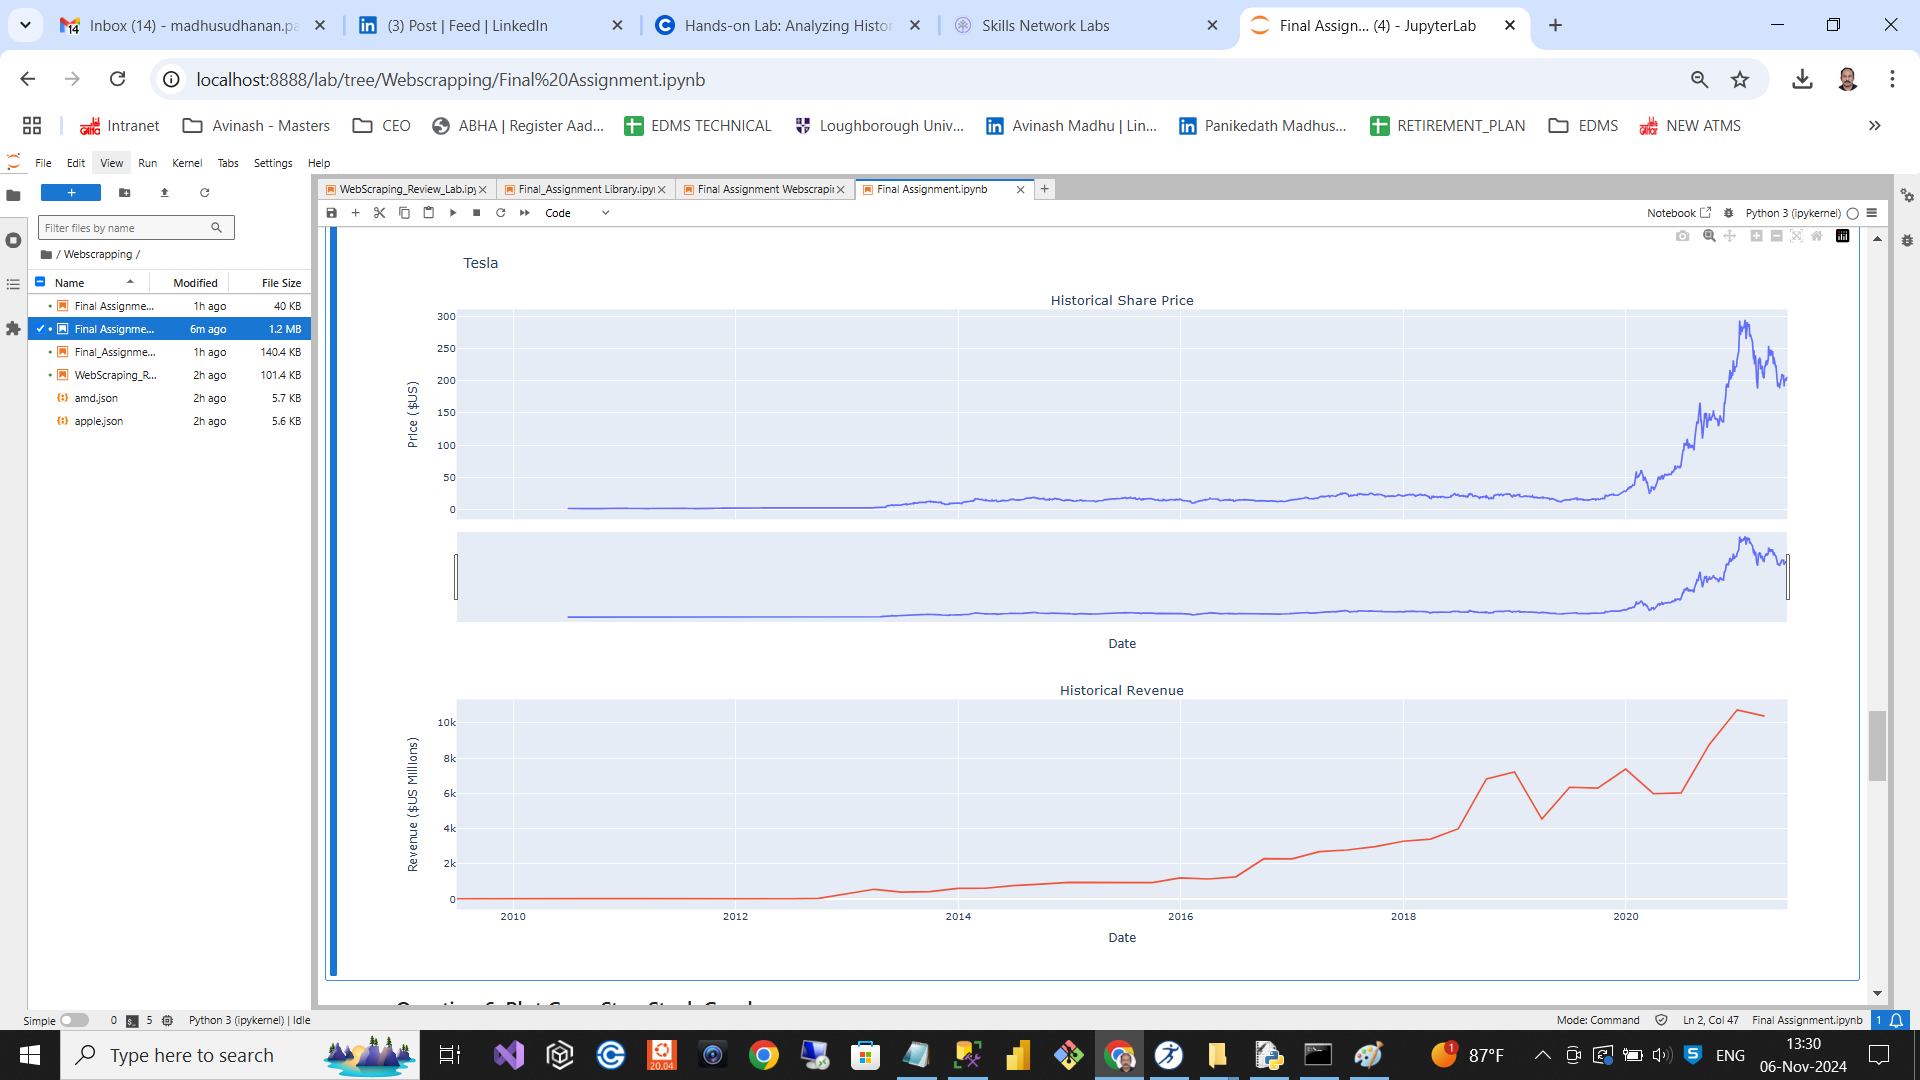 Inbox (14) - madhusudhanan.pa
(3) Post | Feed | LinkedIn
Hands-on Lab: Analyzing Histor
Skills Network Labs
Final Assign... (4) - JupyterLab
localhost:8888/lab/tree/Webscrapping/Final%20Assignment.ipynb
Intranet
Avinash - Masters
CEO
ABHA | Register Aad...
EDMS TECHNICAL
Loughborough Univ...
Avinash Madhu | Lin...
Panikedath Madhus...
RETIREMENT_PLAN
EDMS
NEW ATMS
File Edit View Run Kernel Tabs Settings Help
Filter files by name
/ Webscrapping /
Name Modified File Size
Final Assignme... 1h ago 40 KB
Final Assignme... 6m ago 1.2 MB
Final_Assignme... 1h ago 140.4 KB
WebScraping_R... 2h ago 101.4 KB
amd.json 2h ago 5.7 KB
apple.json 2h ago 5.6 KB
WebScraping_Review_Lab.ipy
Final_Assignment Library.ipyn
Final Assignment Webscrapin
Final Assignment.ipynb
Code
Notebook
Python 3 (ipykernel)
Tesla
Historical Share Price
Price ($US)
300
250
200
150
100
50
0
Date
Historical Revenue
Revenue ($US Millions)
10k
8k
6k
4k
2k
0
2010 2012 2014 2016 2018 2020
Date
Simple 0 5 Python 3 (ipykernel) | Idle
Mode: Command Ln 2, Col 47 Final Assignment.ipynb 1
Type here to search
20.04
1 87°F
ENG
13:30
06-Nov-2024